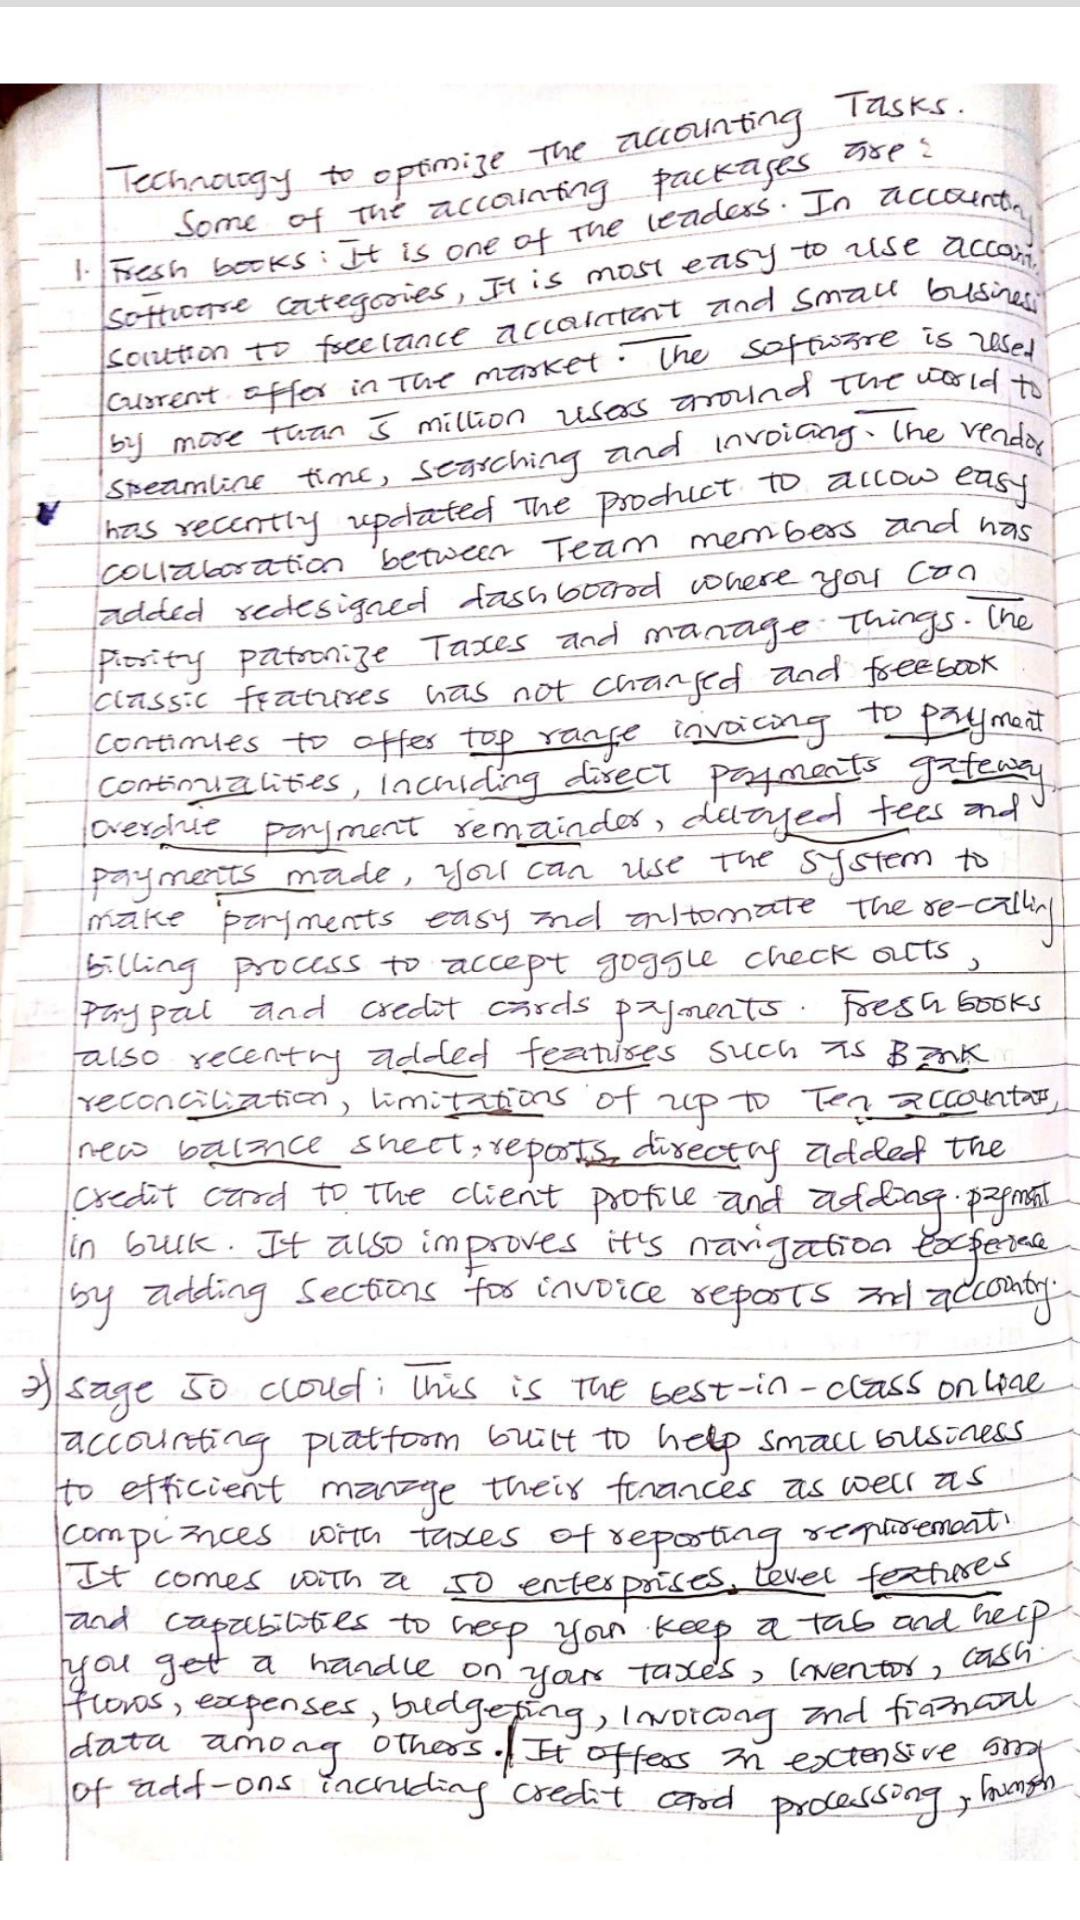 Technology to optimize The accounting Tasks.
Some of the accounting packages are:
1. Fresh books: It is one of The leaders. In accounting
Software categories, It is most easy to use account.
Solution to freelance accountant and small business
current offer in The market. The software is used
by more than 5 million users around the world to
Streamline time, searching and invoicing. The vendor
has recently updated The product to allow easy
collaboration between Team members and has
added redesigned dashboard where you can
Piority patronize Taxes and manage things. The
classic features has not changed and freebook
continues to offer top range invoicing to payment
continualities, Including direct payments gateway
Overdue payment remainder, delayed fees and
payments made, you can use the system to
make payments easy and automate the re-calling
billing process to accept goggle check outs,
Paypal and credit cards payments. Fresh books
also recently added features such as Bank
reconciliation, limitations of up to Ten
new balance sheet, reports, directly added the
credit card to the client profile and adding payment
in bulk. It also improves it's navigation
by adding sections for invoice reports and
2) Sage 50 cloud: This is The best-in-class online
accounting platform built to help small business
to efficient manage their finances as well as
compliances with taxes of reporting requirement.
It comes with a 50 enterprises, level features
and capabilities to help you keep a tab and help
you get a handle on your taxes, Inventor, cash
flows, expenses, budgeting, invoicing and
data among others. It offers an extensive array
of add-ons including credit card processing, human